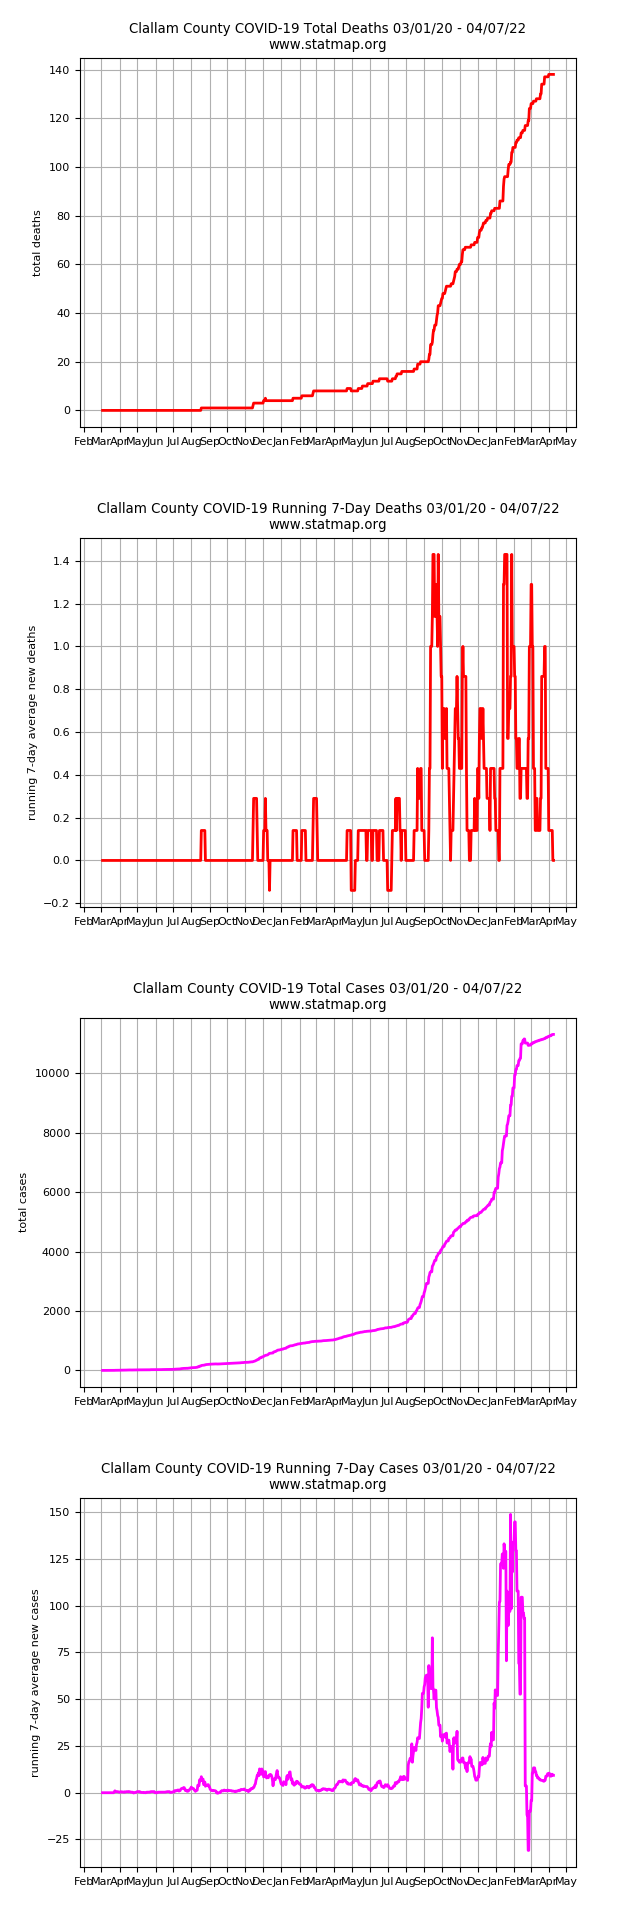 Clallam County COVID-19 Total Deaths 03/01/20 - 04/07/22
www.statmap.org
140
120
100
80
60
40
20
0
total deaths
Feb Mar Apr May Jun Jul Aug Sep Oct Nov Dec Jan Feb Mar Apr May Jun Jul Aug Sep Oct Nov Dec Jan Feb Mar Apr May
Clallam County COVID-19 Running 7-Day Deaths 03/01/20 - 04/07/22
www.statmap.org
1.4
1.2
1.0
0.8
0.6
0.4
0.2
0.0
−0.2
running 7-day average new deaths
Feb Mar Apr May Jun Jul Aug Sep Oct Nov Dec Jan Feb Mar Apr May Jun Jul Aug Sep Oct Nov Dec Jan Feb Mar Apr May
Clallam County COVID-19 Total Cases 03/01/20 - 04/07/22
www.statmap.org
10000
8000
6000
4000
2000
0
total cases
Feb Mar Apr May Jun Jul Aug Sep Oct Nov Dec Jan Feb Mar Apr May Jun Jul Aug Sep Oct Nov Dec Jan Feb Mar Apr May
Clallam County COVID-19 Running 7-Day Cases 03/01/20 - 04/07/22
www.statmap.org
150
125
100
75
50
25
0
−25
running 7-day average new cases
Feb Mar Apr May Jun Jul Aug Sep Oct Nov Dec Jan Feb Mar Apr May Jun Jul Aug Sep Oct Nov Dec Jan Feb Mar Apr May